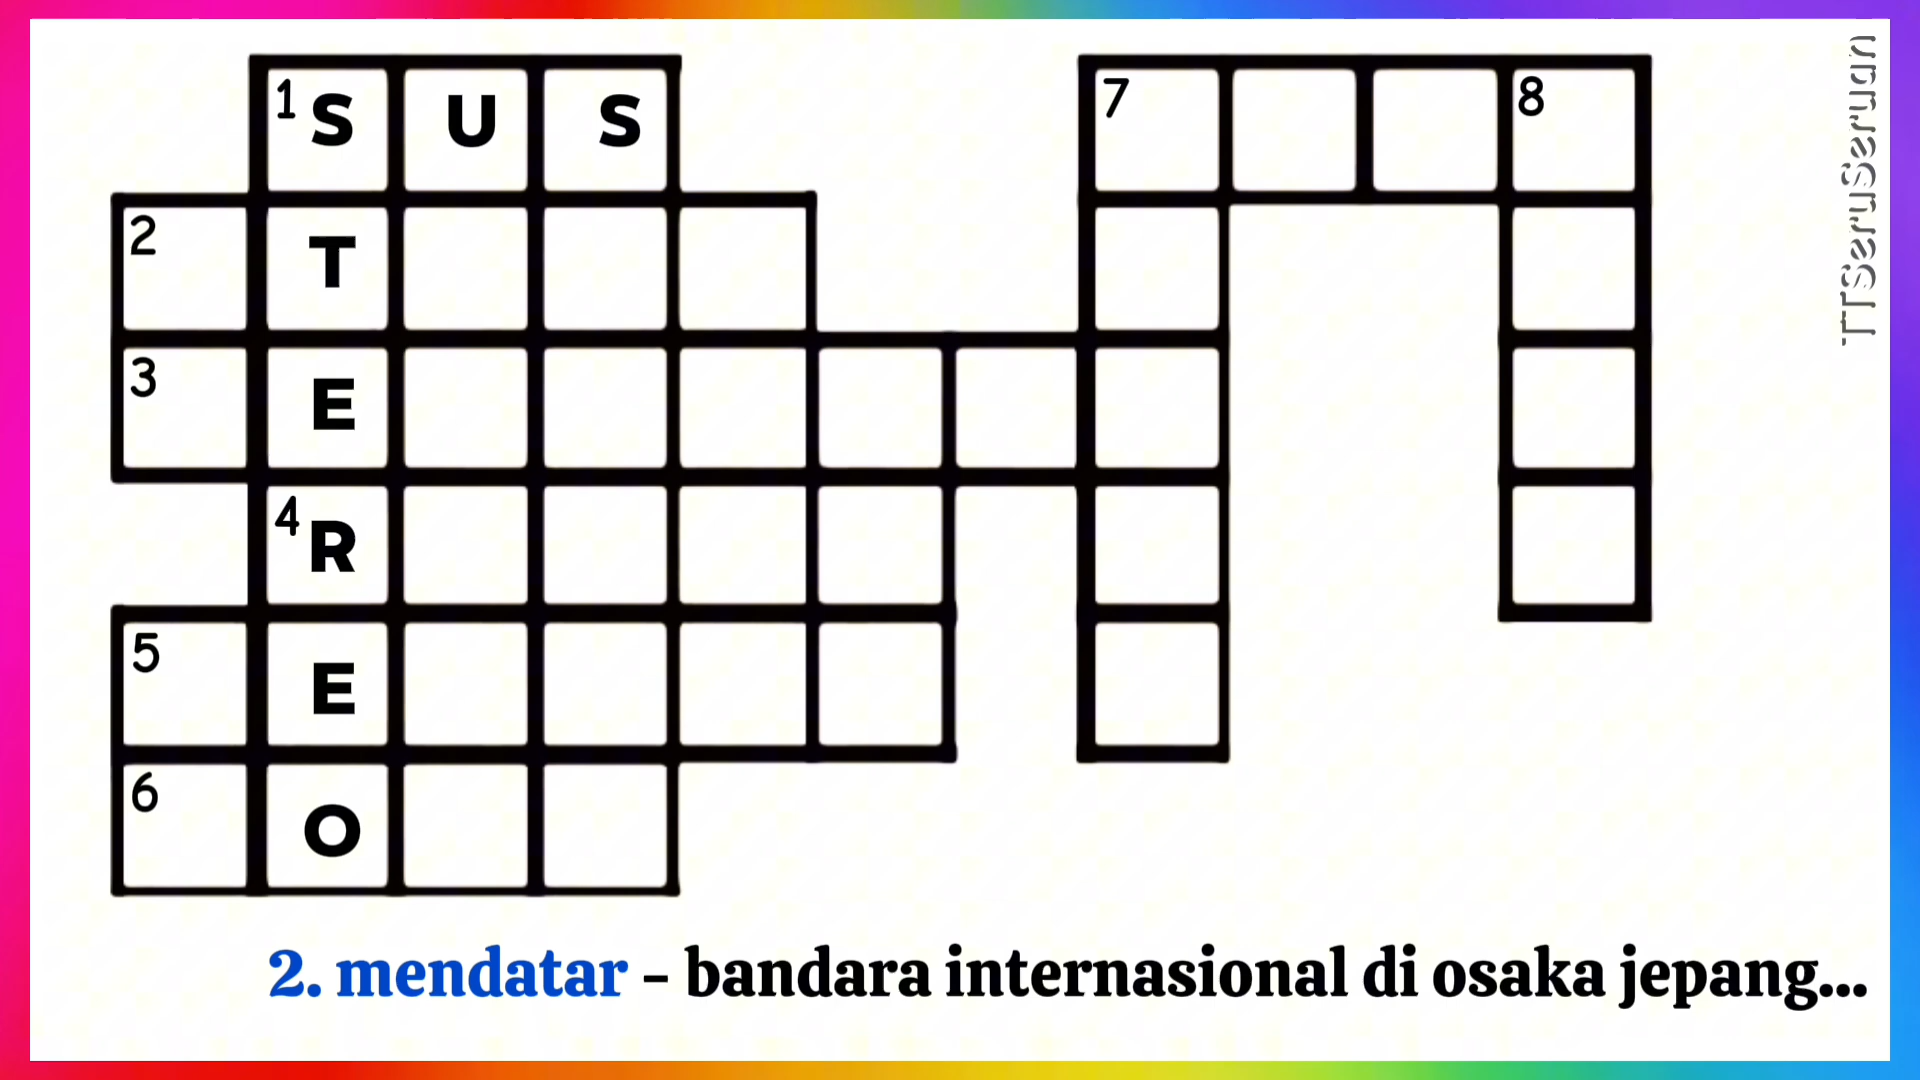 1 S U S 7 8
2 T
3 E
4 R
5 E
6 O
2. mendatar - bandara internasional di osaka jepang...
TTSeruSeruan